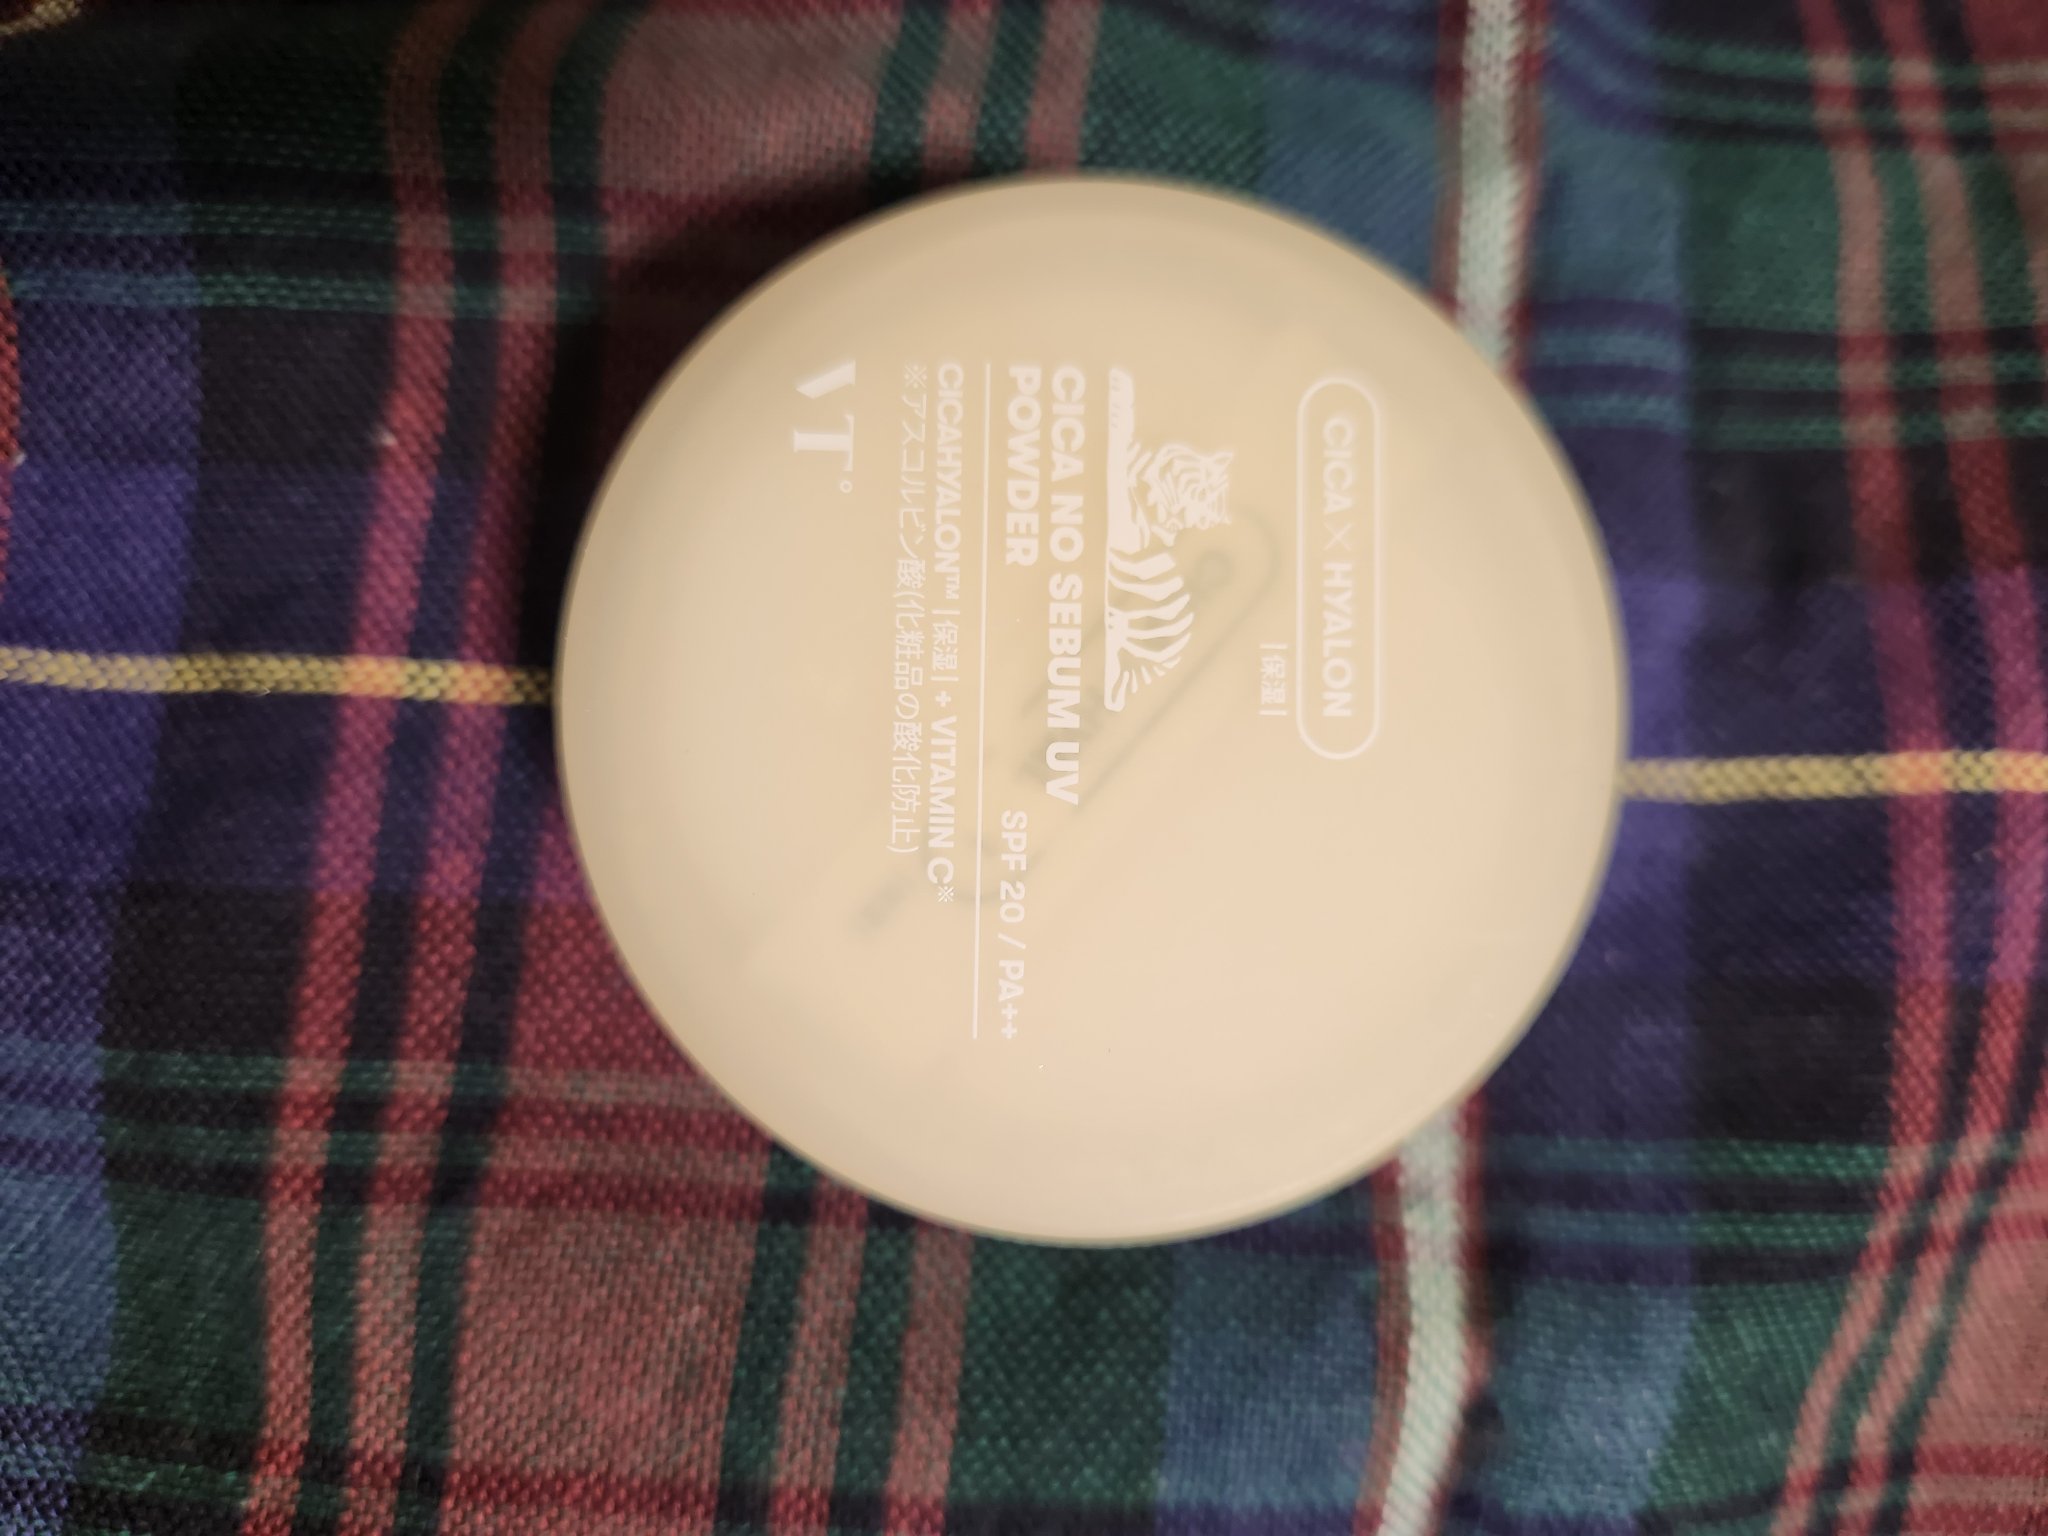 CICA × HYALON
|保湿|
CICA NO SEBUM UV
POWDER SPF 20 / PA++
CICAHYALON™ |保湿| + VITAMIN C※
※アスコルビン酸(化粧品の酸化防止)
VT®